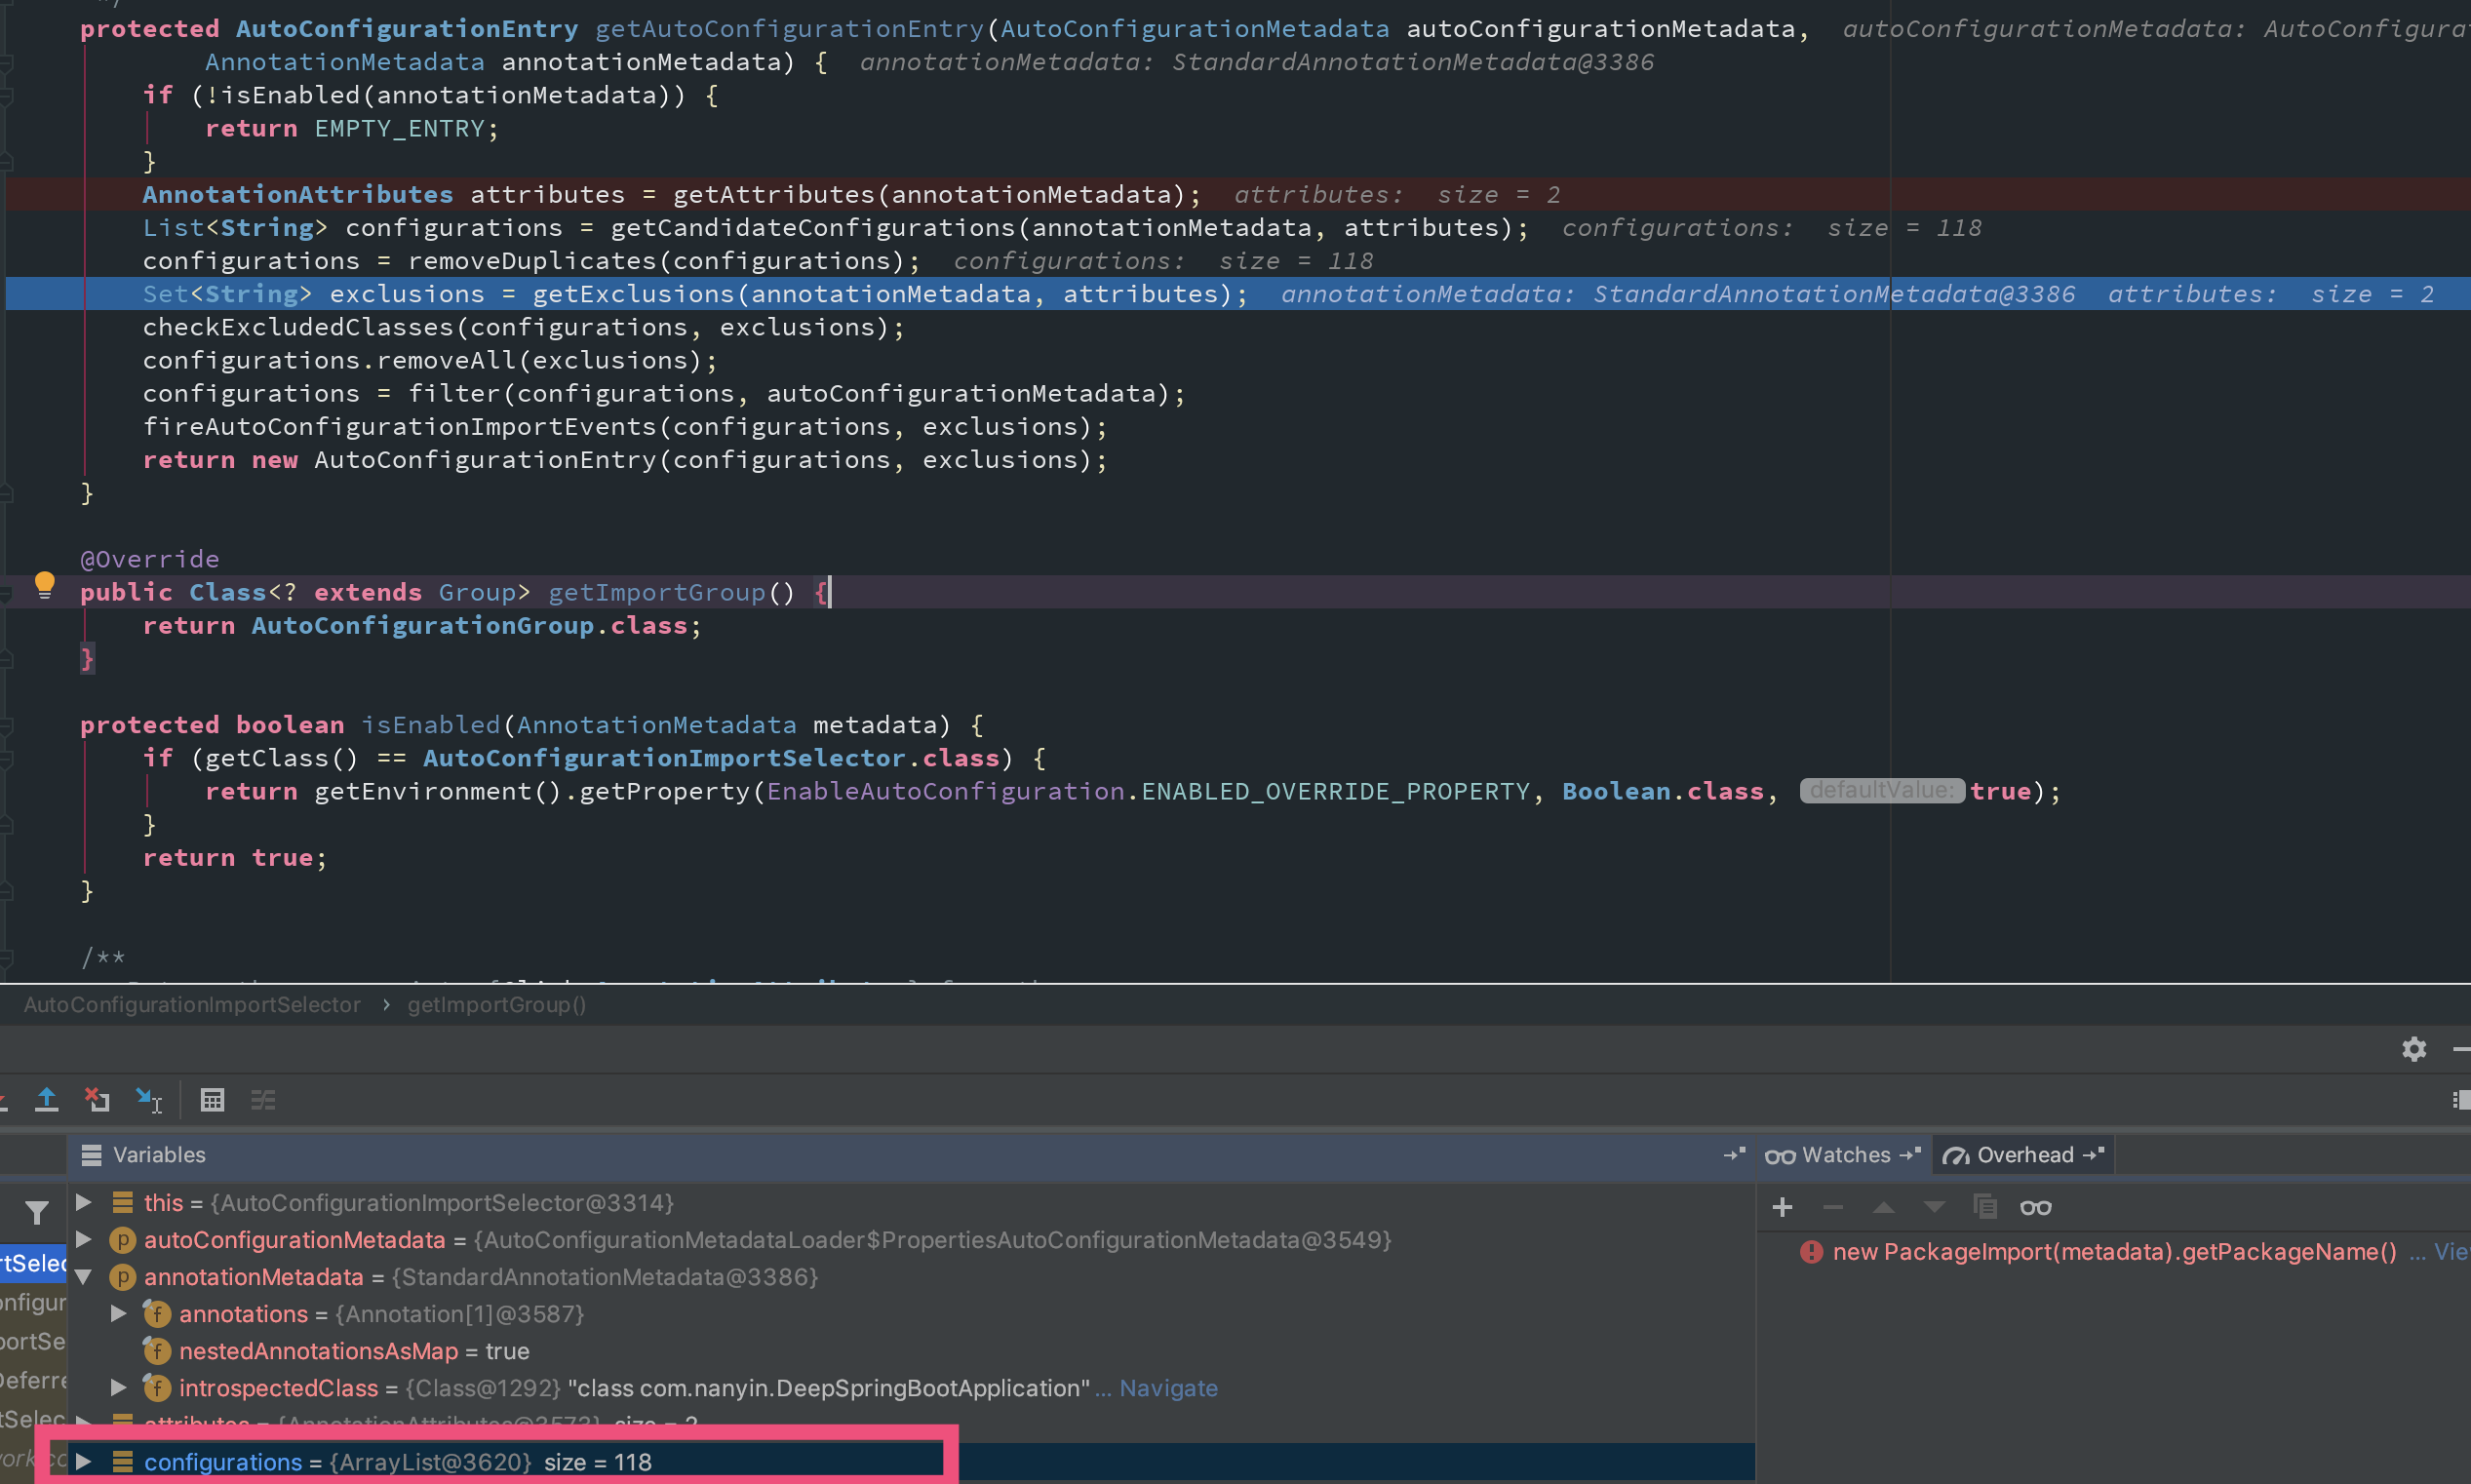 */
protected AutoConfigurationEntry getAutoConfigurationEntry(AutoConfigurationMetadata autoConfigurationMetadata,  autoConfigurationMetadata: AutoConfigura
AnnotationMetadata annotationMetadata) {  annotationMetadata: StandardAnnotationMetadata@3386
if (!isEnabled(annotationMetadata)) {
return EMPTY_ENTRY;
}
AnnotationAttributes attributes = getAttributes(annotationMetadata);  attributes:  size = 2
List<String> configurations = getCandidateConfigurations(annotationMetadata, attributes);  configurations:  size = 118
configurations = removeDuplicates(configurations);  configurations:  size = 118
Set<String> exclusions = getExclusions(annotationMetadata, attributes);  annotationMetadata: StandardAnnotationMetadata@3386  attributes:  size = 2
checkExcludedClasses(configurations, exclusions);
configurations.removeAll(exclusions);
configurations = filter(configurations, autoConfigurationMetadata);
fireAutoConfigurationImportEvents(configurations, exclusions);
return new AutoConfigurationEntry(configurations, exclusions);
}
@Override
public Class<? extends Group> getImportGroup() {
return AutoConfigurationGroup.class;
}
protected boolean isEnabled(AnnotationMetadata metadata) {
if (getClass() == AutoConfigurationImportSelector.class) {
return getEnvironment().getProperty(EnableAutoConfiguration.ENABLED_OVERRIDE_PROPERTY, Boolean.class, defaultValue: true);
}
return true;
}
/**
AutoConfigurationImportSelector › getImportGroup()
Variables
Watches
Overhead
this = {AutoConfigurationImportSelector@3314}
autoConfigurationMetadata = {AutoConfigurationMetadataLoader$PropertiesAutoConfigurationMetadata@3549}
annotationMetadata = {StandardAnnotationMetadata@3386}
annotations = {Annotation[1]@3587}
nestedAnnotationsAsMap = true
introspectedClass = {Class@1292} "class com.nanyin.DeepSpringBootApplication" ... Navigate
attributes = {AnnotationAttributes@3573} size = 2
configurations = {ArrayList@3620} size = 118
rtSelec
onfigur
portSe
Deferre
tSelec
new PackageImport(metadata).getPackageName() ... Vie